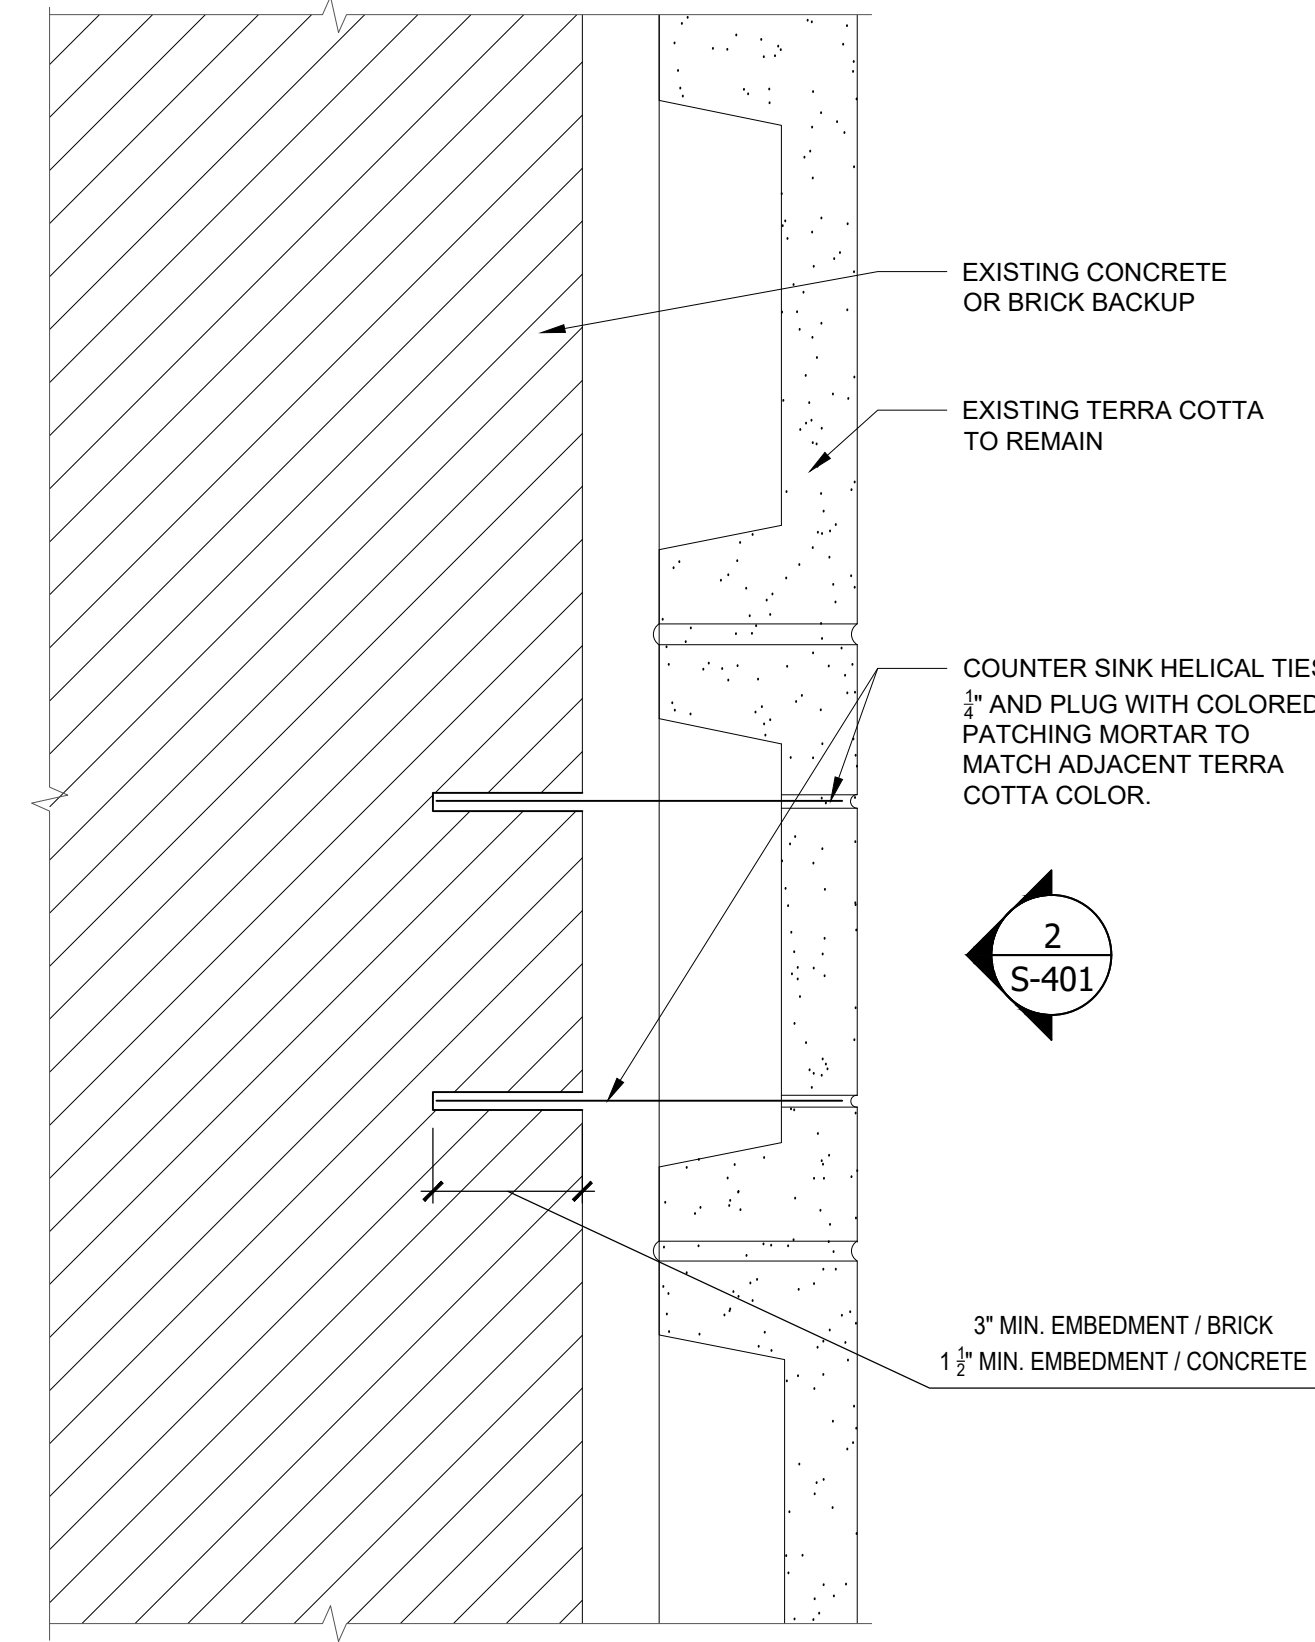 EXISTING CONCRETE
OR BRICK BACKUP
EXISTING TERRA COTTA
TO REMAIN
COUNTER SINK HELICAL TIES
1/4" AND PLUG WITH COLORED
PATCHING MORTAR TO
MATCH ADJACENT TERRA
COTTA COLOR.
2
S-401
3" MIN. EMBEDMENT / BRICK
1 1/2" MIN. EMBEDMENT / CONCRETE